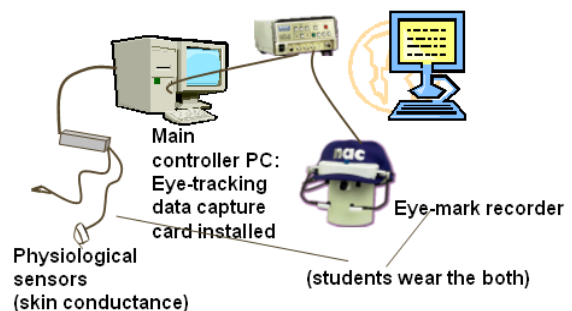 Main
controller PC:
Eye-tracking
data capture
card installed
nac
Eye-mark recorder
Physiological
sensors
(skin conductance)
(students wear the both)